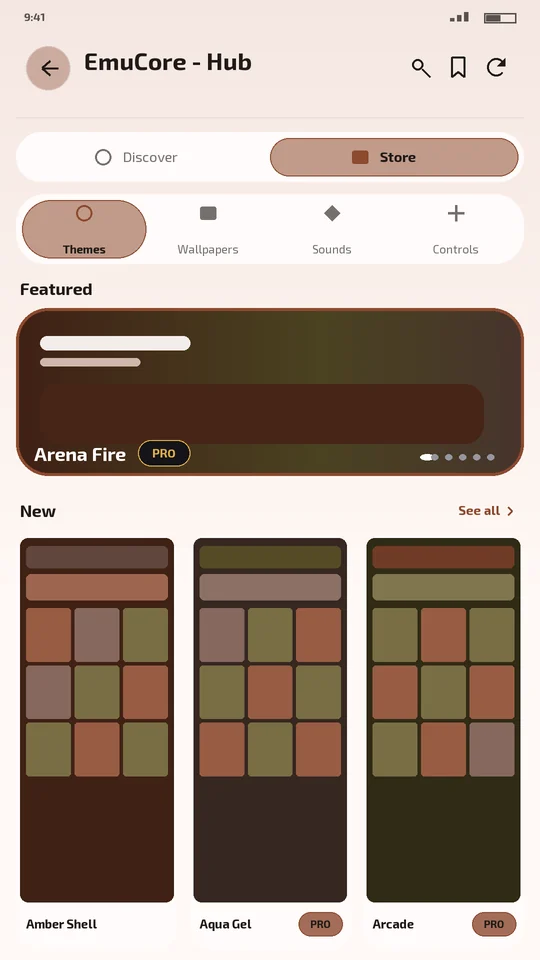 9:41
EmuCore - Hub
Discover
Store
Themes
Wallpapers
Sounds
Controls
Featured
Arena Fire
PRO
New
See all
Amber Shell
Aqua Gel
PRO
Arcade
PRO